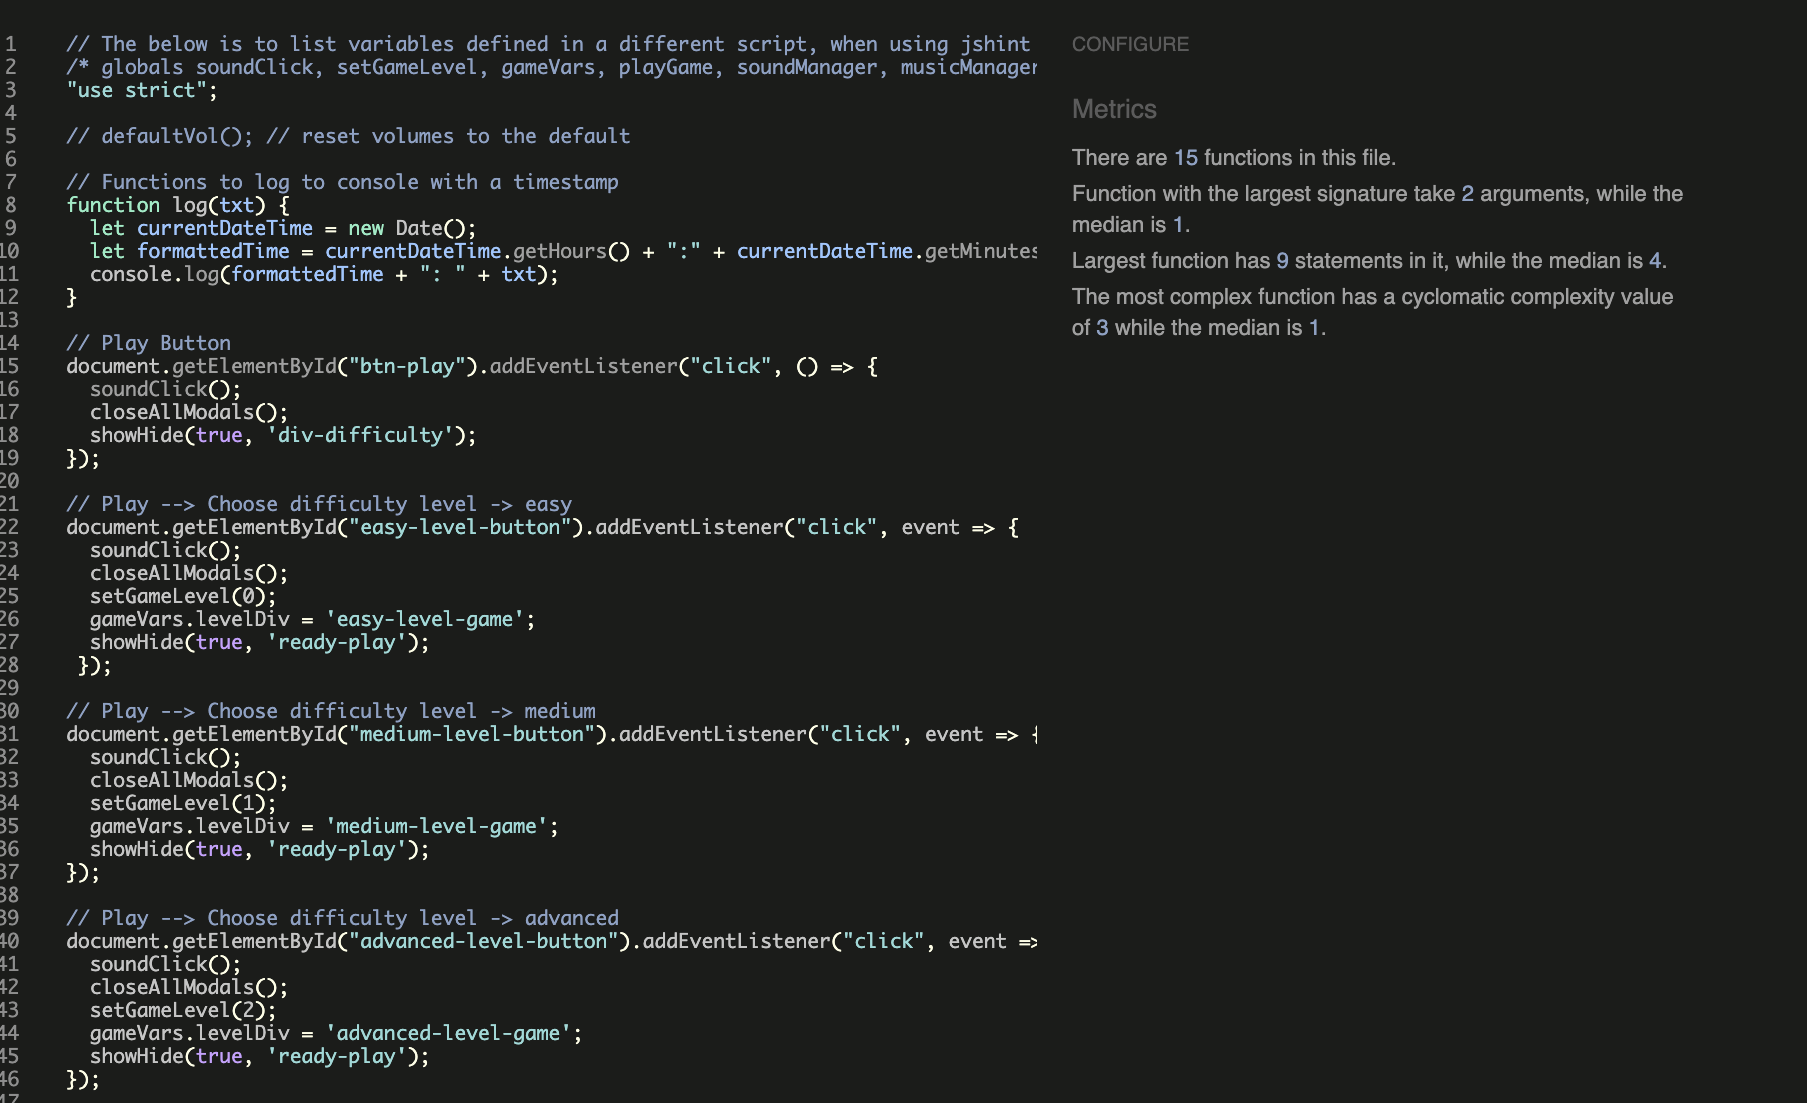 1 // The below is to list variables defined in a different script, when using jshint
2 /* globals soundClick, setGameLevel, gameVars, playGame, soundManager, musicManager
3 "use strict";
4
5 // defaultVol(); // reset volumes to the default
6
7 // Functions to log to console with a timestamp
8 function log(txt) {
9 let currentDateTime = new Date();
10 let formattedTime = currentDateTime.getHours() + ":" + currentDateTime.getMinutes
11 console.log(formattedTime + ": " + txt);
12 }
13
14 // Play Button
15 document.getElementById("btn-play").addEventListener("click", () => {
16 soundClick();
17 closeAllModals();
18 showHide(true, 'div-difficulty');
19 });
20
21 // Play --> Choose difficulty level -> easy
22 document.getElementById("easy-level-button").addEventListener("click", event => {
23 soundClick();
24 closeAllModals();
25 setGameLevel(0);
26 gameVars.levelDiv = 'easy-level-game';
27 showHide(true, 'ready-play');
28 });
29
30 // Play --> Choose difficulty level -> medium
31 document.getElementById("medium-level-button").addEventListener("click", event => {
32 soundClick();
33 closeAllModals();
34 setGameLevel(1);
35 gameVars.levelDiv = 'medium-level-game';
36 showHide(true, 'ready-play');
37 });
38
39 // Play --> Choose difficulty level -> advanced
40 document.getElementById("advanced-level-button").addEventListener("click", event =>
41 soundClick();
42 closeAllModals();
43 setGameLevel(2);
44 gameVars.levelDiv = 'advanced-level-game';
45 showHide(true, 'ready-play');
46 });
47
CONFIGURE
Metrics
There are 15 functions in this file.
Function with the largest signature take 2 arguments, while the
median is 1.
Largest function has 9 statements in it, while the median is 4.
The most complex function has a cyclomatic complexity value
of 3 while the median is 1.